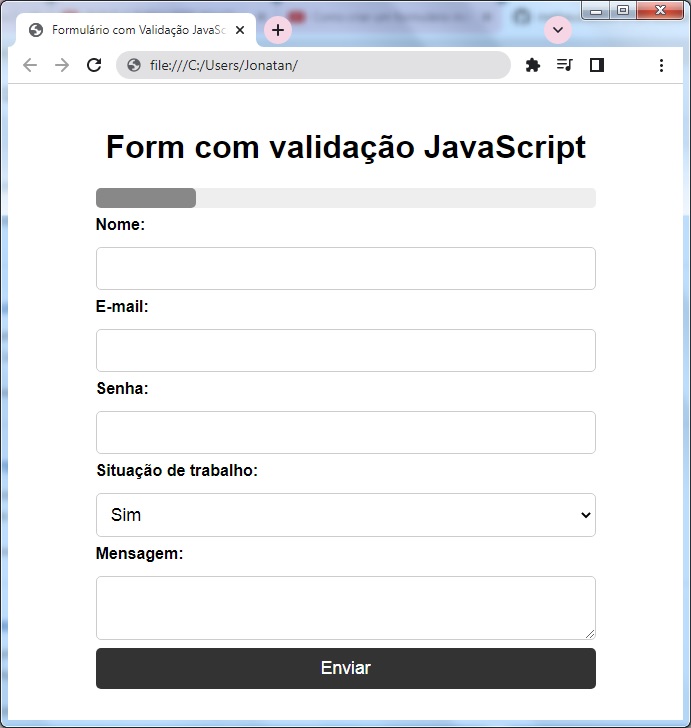 Formulário com Validação JavaSc
file:///C:/Users/Jonatan/
Form com validação JavaScript
Nome:
E-mail:
Senha:
Situação de trabalho:
Sim
Mensagem:
Enviar